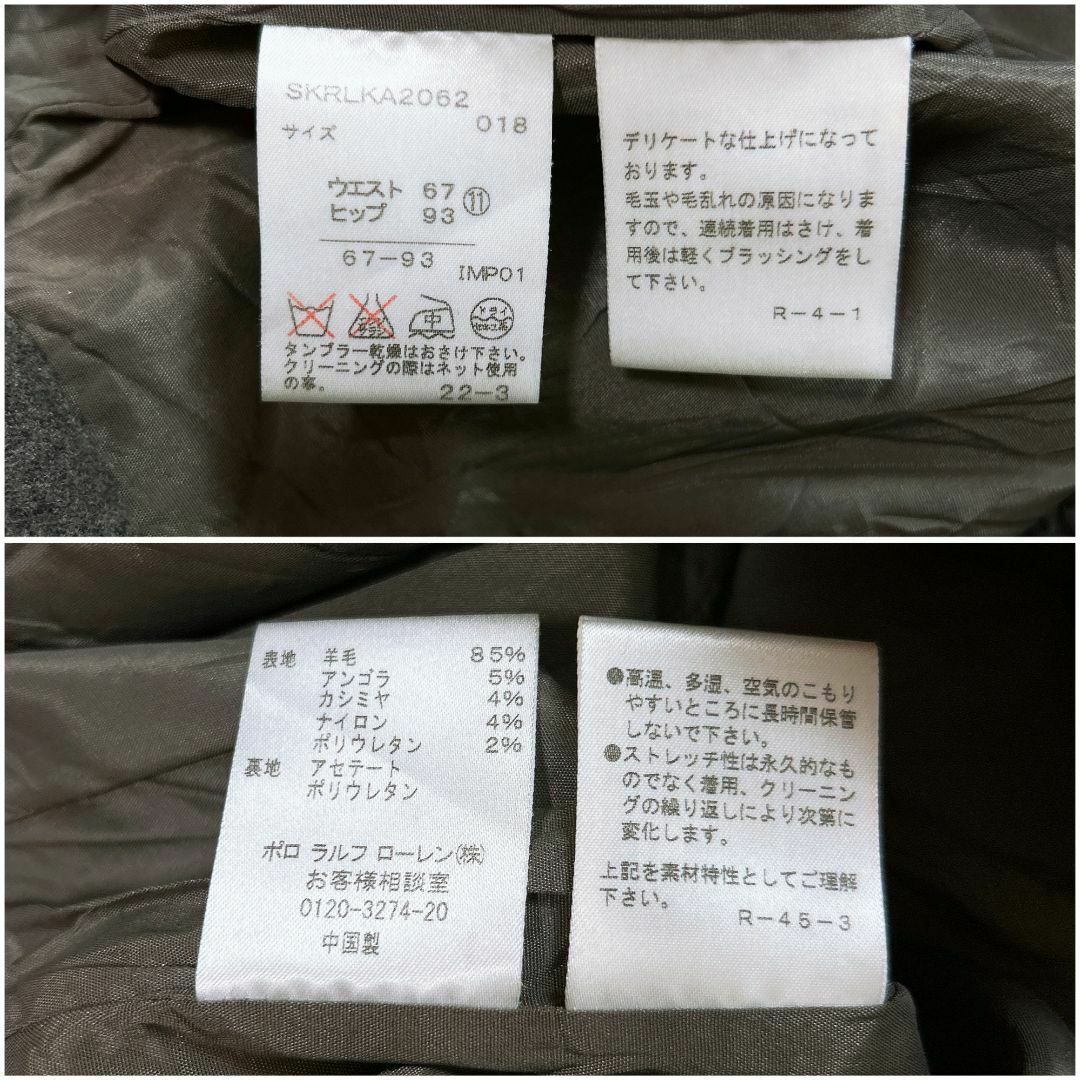 SKRLKA2062
018
サイズ
ウエスト 67
ヒップ 93
⑪
67-93
IMP01
中
ドライ
タンブラー乾燥はおさけ下さい。
クリーニングの際はネット使用
の事。
22-3
デリケートな仕上げになって
おります。
毛玉や毛乱れの原因になりま
すので、連続着用はさけ、着
用後は軽くブラッシングをし
て下さい。
R-4-1
表地 羊毛 85%
アンゴラ 5%
カシミヤ 4%
ナイロン 4%
ポリウレタン 2%
裏地 アセテート
ポリウレタン
ポロ ラルフ ローレン(株)
お客様相談室
0120-3274-20
中国製
●高温、多湿、空気のこもり
やすいところに長時間保管
しないで下さい。
●ストレッチ性は永久的なも
のでなく着用、クリーニン
グの繰り返しにより次第に
変化します。
上記を素材特性としてご理解
下さい。
R-45-3